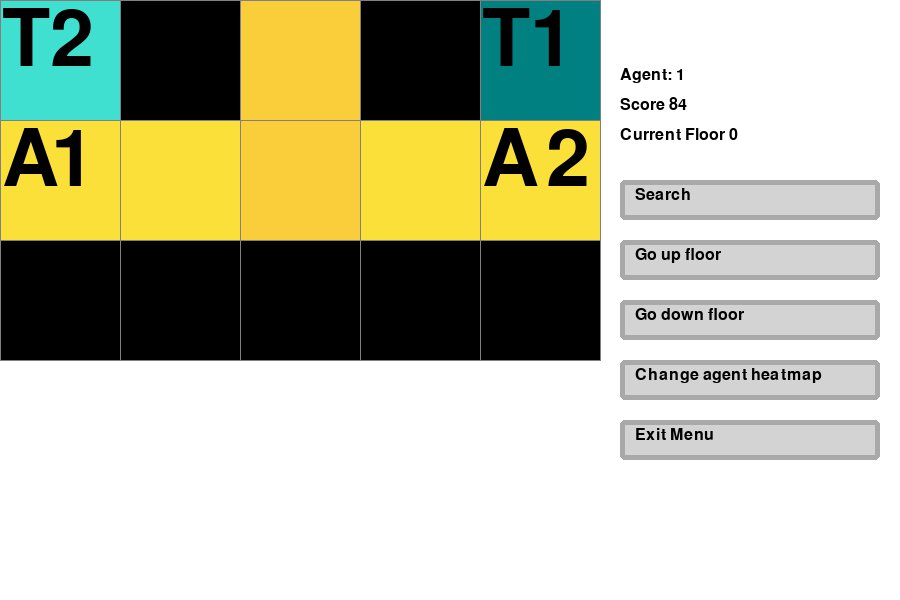 T2 T1
A1 A2
Agent: 1
Score 84
Current Floor 0
Search
Go up floor
Go down floor
Change agent heatmap
Exit Menu